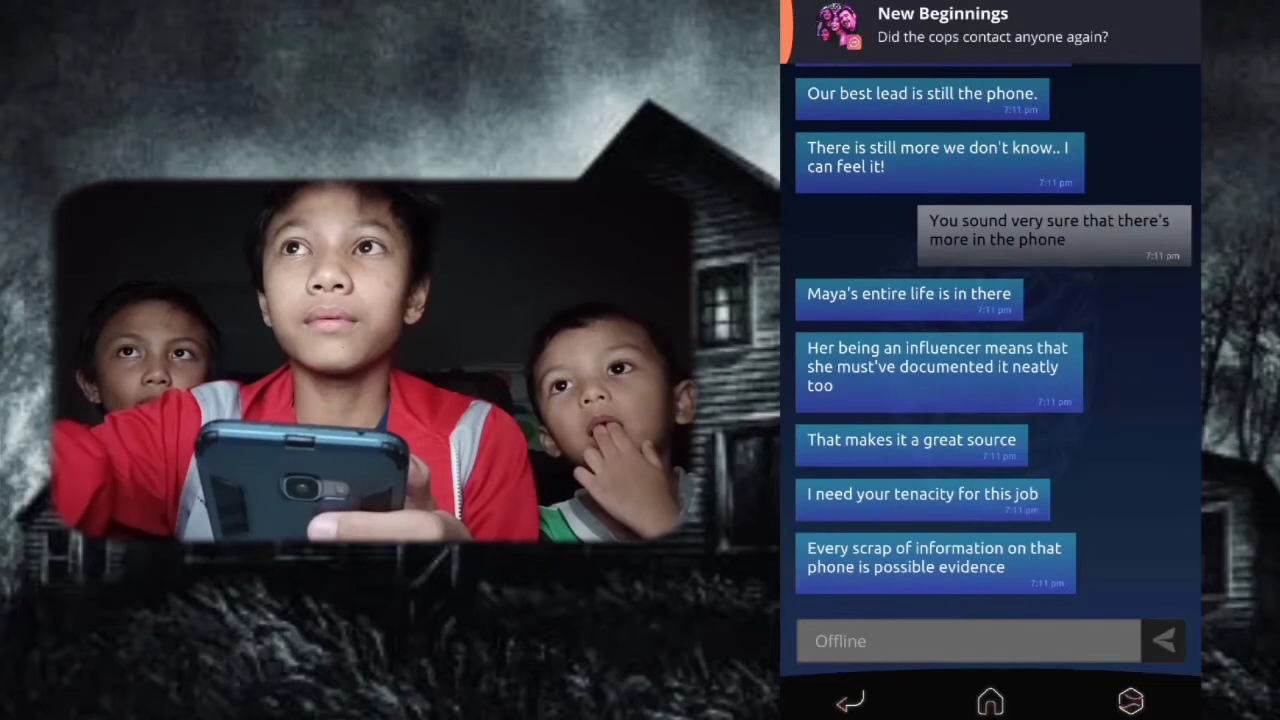 New Beginnings
Did the cops contact anyone again?
Our best lead is still the phone.
7:11 pm
There is still more we don't know.. I
can feel it!
7:11 pm
You sound very sure that there's
more in the phone
7:11 pm
Maya's entire life is in there
7:11 pm
Her being an influencer means that
she must've documented it neatly
too
7:11 pm
That makes it a great source
7:11 pm
I need your tenacity for this job
7:11 pm
Every scrap of information on that
phone is possible evidence
7:11 pm
Offline